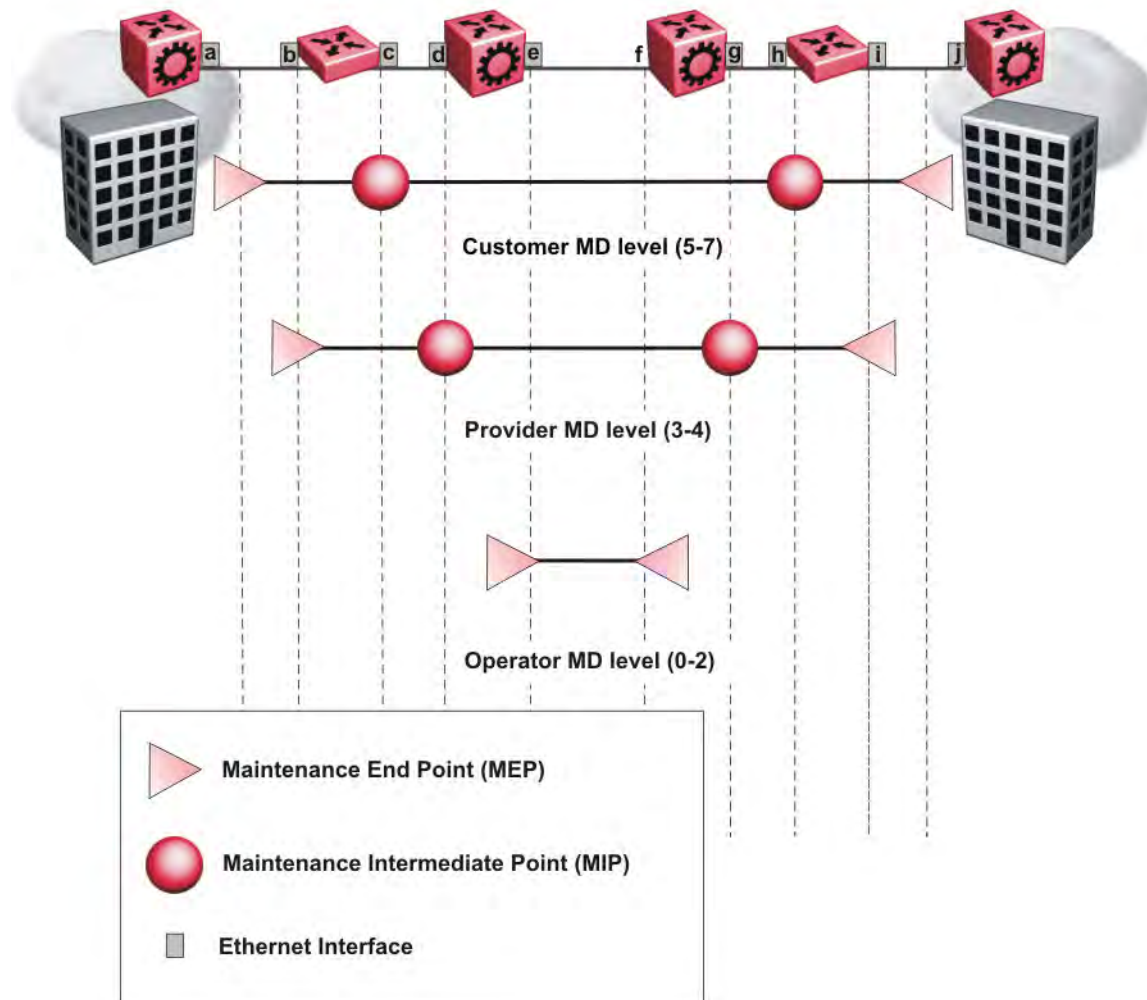 a b c d e f g h i j
Customer MD level (5-7)
Provider MD level (3-4)
Operator MD level (0-2)
Maintenance End Point (MEP)
Maintenance Intermediate Point (MIP)
Ethernet Interface